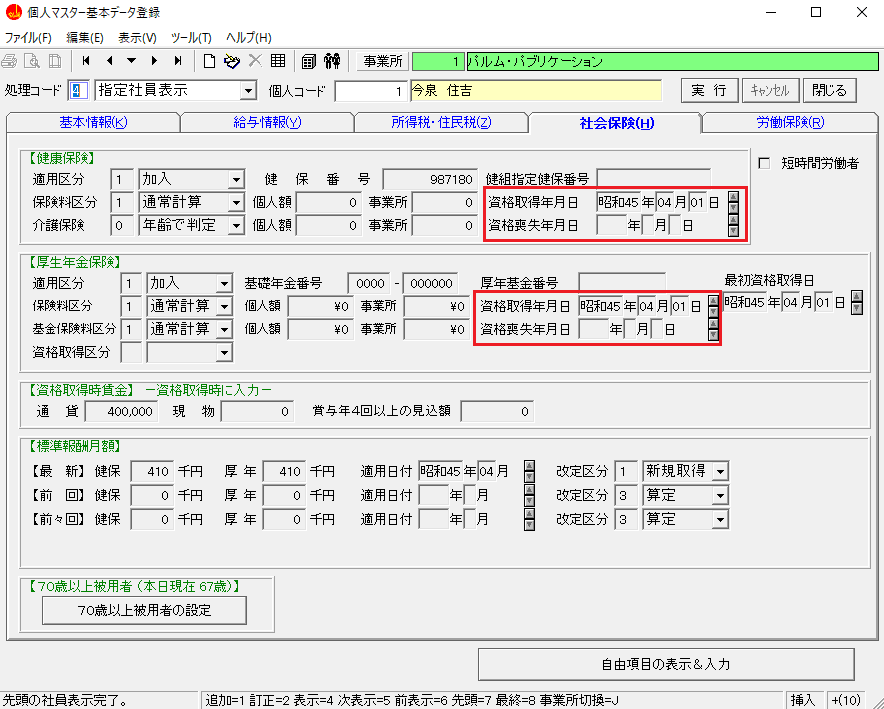 個人マスター基本データ登録
ファイル(F) 編集(E) 表示(V) ツール(T) ヘルプ(H)
事業所 1 パルム・パブリケーション
処理コード 4 指定社員表示 個人コード 1 今泉 住吉 実 行 ｷｬﾝｾﾙ 閉じる
基本情報(K) 給与情報(Y) 所得税・住民税(Z) 社会保険(H) 労働保険(R)
【健康保険】
短時間労働者
適用区分 1 加入 健 保 番 号 987180 健組指定健保番号
保険料区分 1 通常計算 個人額 0 事業所 0 資格取得年月日 昭和45 年 04 月 01 日
介護保険 0 年齢で判定 個人額 0 事業所 0 資格喪失年月日 年 月 日
【厚生年金保険】
適用区分 1 加入 基礎年金番号 0000 - 000000 厚年基金番号 最初資格取得日
保険料区分 1 通常計算 個人額 ¥0 事業所 ¥0 資格取得年月日 昭和45 年 04 月 01 日 昭和45 年 04 月 01 日
基金保険料区分 1 通常計算 個人額 ¥0 事業所 ¥0 資格喪失年月日 年 月 日
資格取得区分
【資格取得時賃金】 ー資格取得時に入力ー
通 貨 400,000 現 物 0 賞与年４回以上の見込額 0
【標準報酬月額】
【最 新】 健保 410 千円 厚 年 410 千円 適用日付 昭和45 年 04 月 改定区分 1 新規取得
【前 回】 健保 0 千円 厚 年 0 千円 適用日付 年 月 改定区分 3 算定
【前々回】 健保 0 千円 厚 年 0 千円 適用日付 年 月 改定区分 3 算定
【70歳以上被用者 (本日現在 67歳)】
70歳以上被用者の設定
自由項目の表示＆入力
先頭の社員表示完了。 追加=1 訂正=2 表示=4 次表示=5 前表示=6 先頭=7 最終=8 事業所切換=J 挿入 +(10)